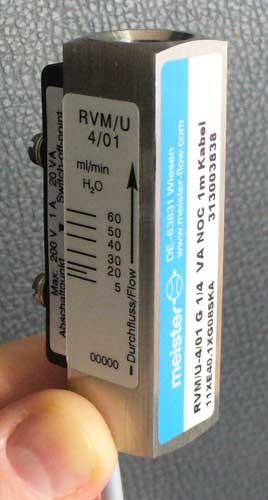 RVM/U
4/01
ml/min
H₂O
60
50
40
30
20
5
Durchfluss/Flow
00000
Max. 200 V 1 A 20 VA
Abschaltpunkt
Switch-off-point
meister
DE-63831 Wiesen
www.meister-flow.com
RVM/U-4/01 G 1/4 VA NOC 1m Kabel
11XE40.1XG085KA 313003838